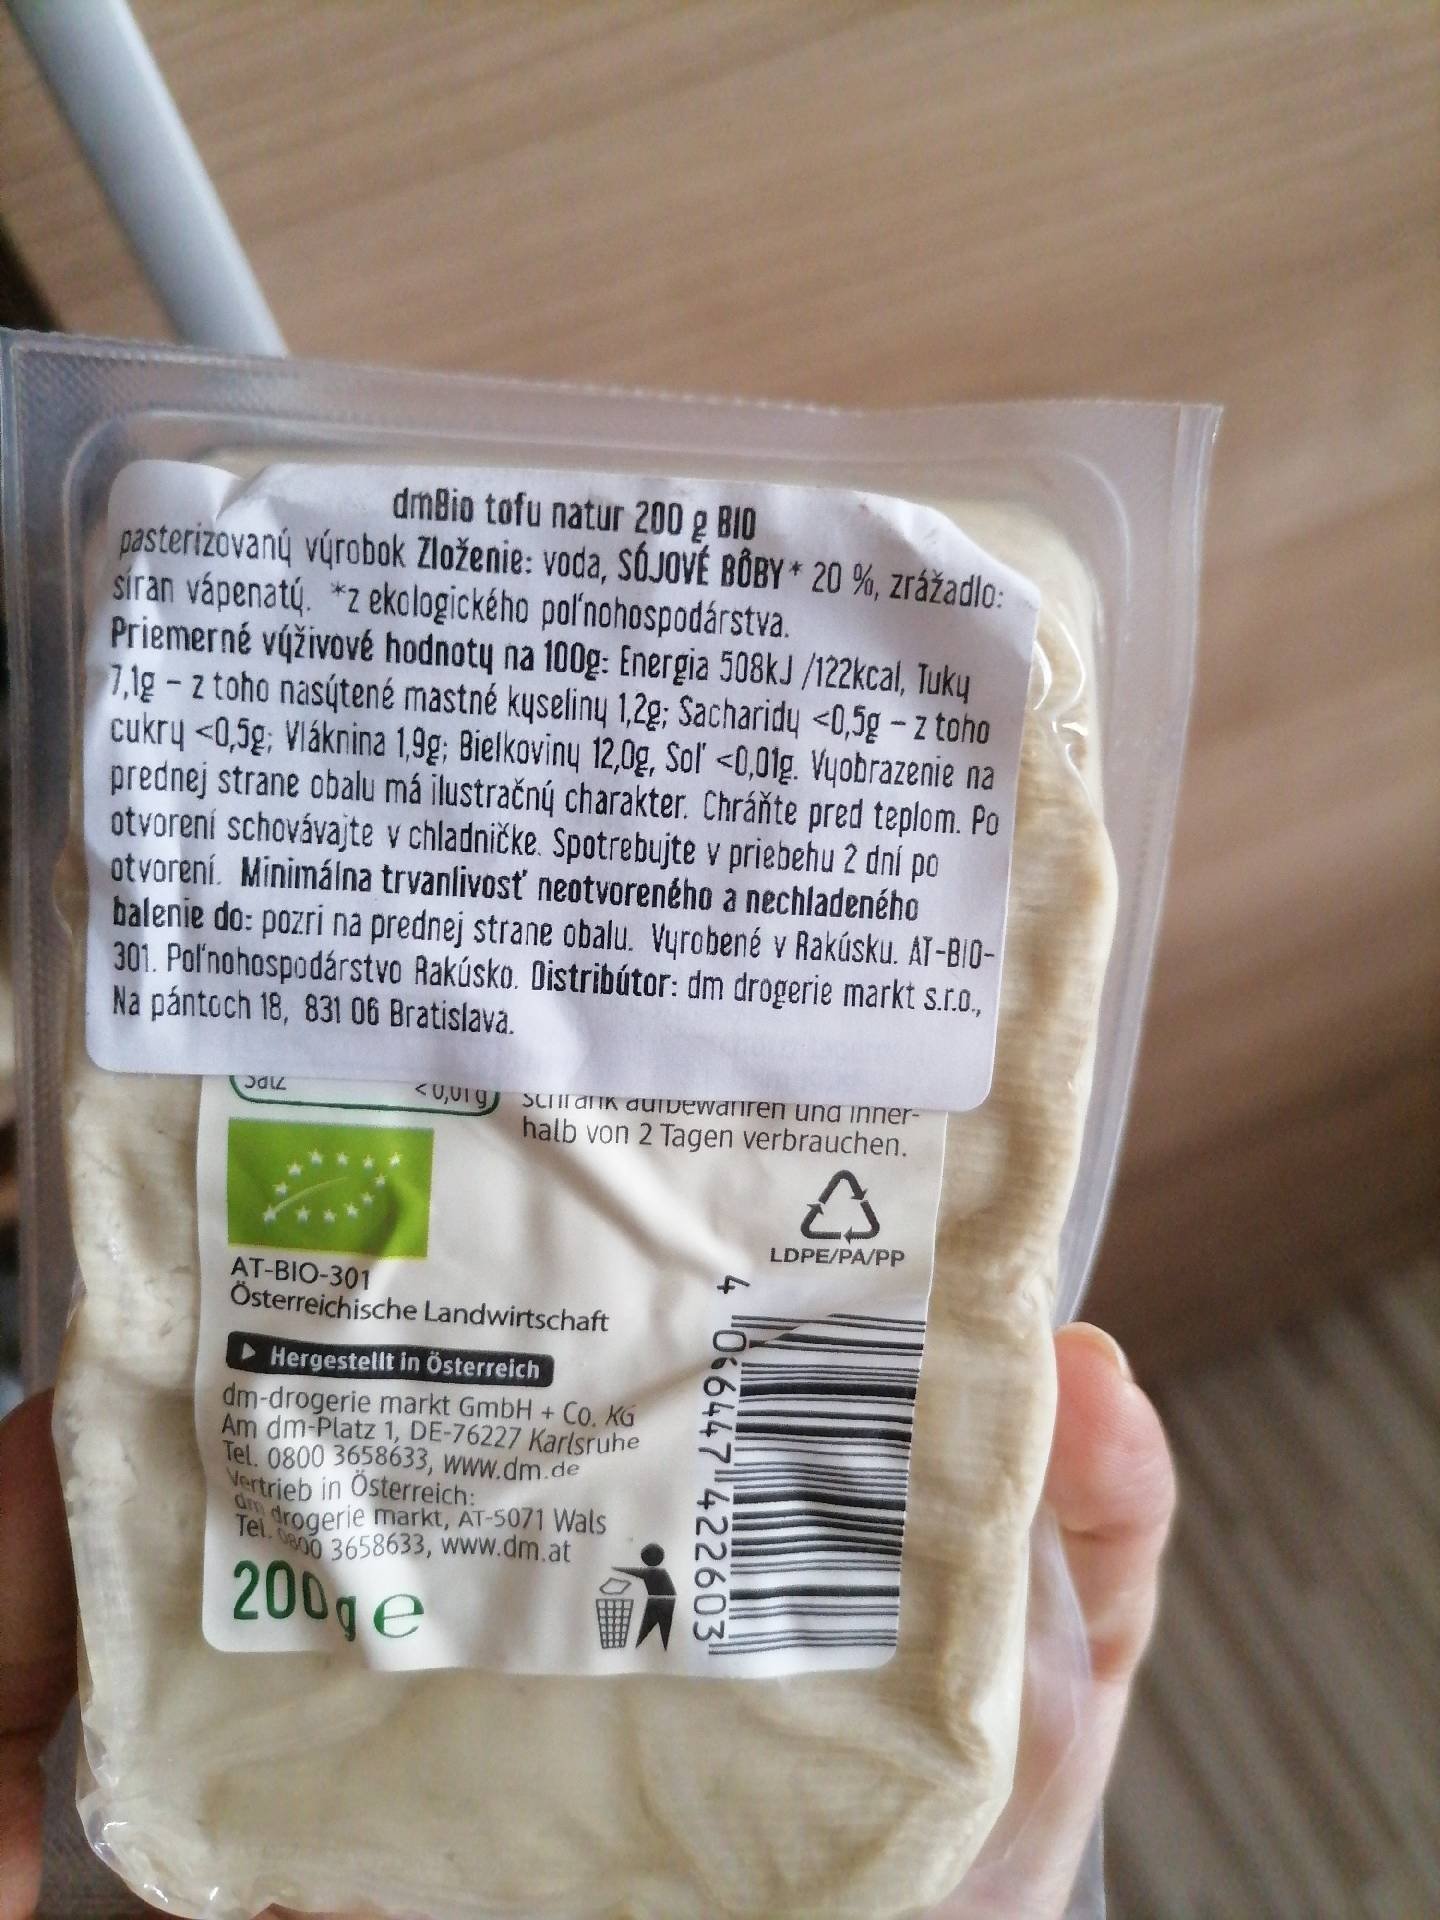 dmBio tofu natur 200 g BIO
pasterizovaný výrobok Zloženie: voda, SÓJOVÉ BÔBY* 20 %, zrážadlo:
síran vápenatý. *z ekologického poľnohospodárstva.
Priemerné výživové hodnoty na 100g: Energia 508kJ /122kcal, Tuky
7,1g – z toho nasýtené mastné kyseliny 1,2g; Sacharidy <0,5g – z toho
cukry <0,5g; Vláknina 1,9g; Bielkoviny 12,0g, Soľ <0,01g. Vyobrazenie na
prednej strane obalu má ilustračný charakter. Chráňte pred teplom. Po
otvorení schovávajte v chladničke. Spotrebujte v priebehu 2 dní po
otvorení. Minimálna trvanlivosť neotvoreného a nechladeného
balenie do: pozri na prednej strane obalu. Vyrobené v Rakúsku. AT-BIO-
301. Poľnohospodárstvo Rakúsko. Distribútor: dm drogerie markt s.r.o.,
Na pántoch 18, 831 06 Bratislava.
Salz <0,01g
schrank aufbewahren und inner-
halb von 2 Tagen verbrauchen.
LDPE/PA/PP
AT-BIO-301
Österreichische Landwirtschaft
Hergestellt in Österreich
dm-drogerie markt GmbH + Co. KG
Am dm-Platz 1, DE-76227 Karlsruhe
Tel. 0800 3658633, www.dm.de
Vertrieb in Österreich:
dm drogerie markt, AT-5071 Wals
Tel. 0800 3658633, www.dm.at
200g e
4 066447 422603